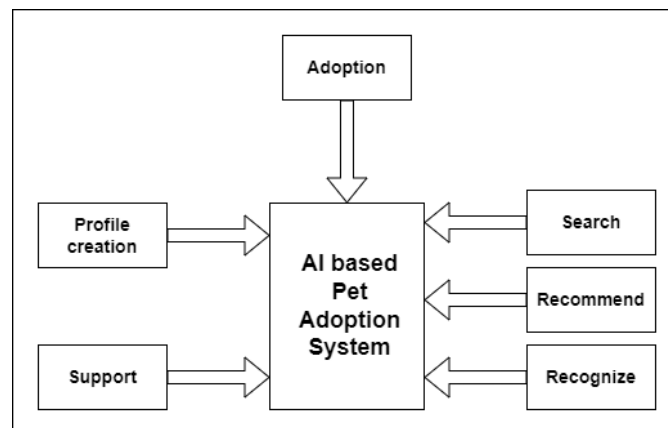 Adoption
Profile
creation
Support
AI based
Pet
Adoption
System
Search
Recommend
Recognize